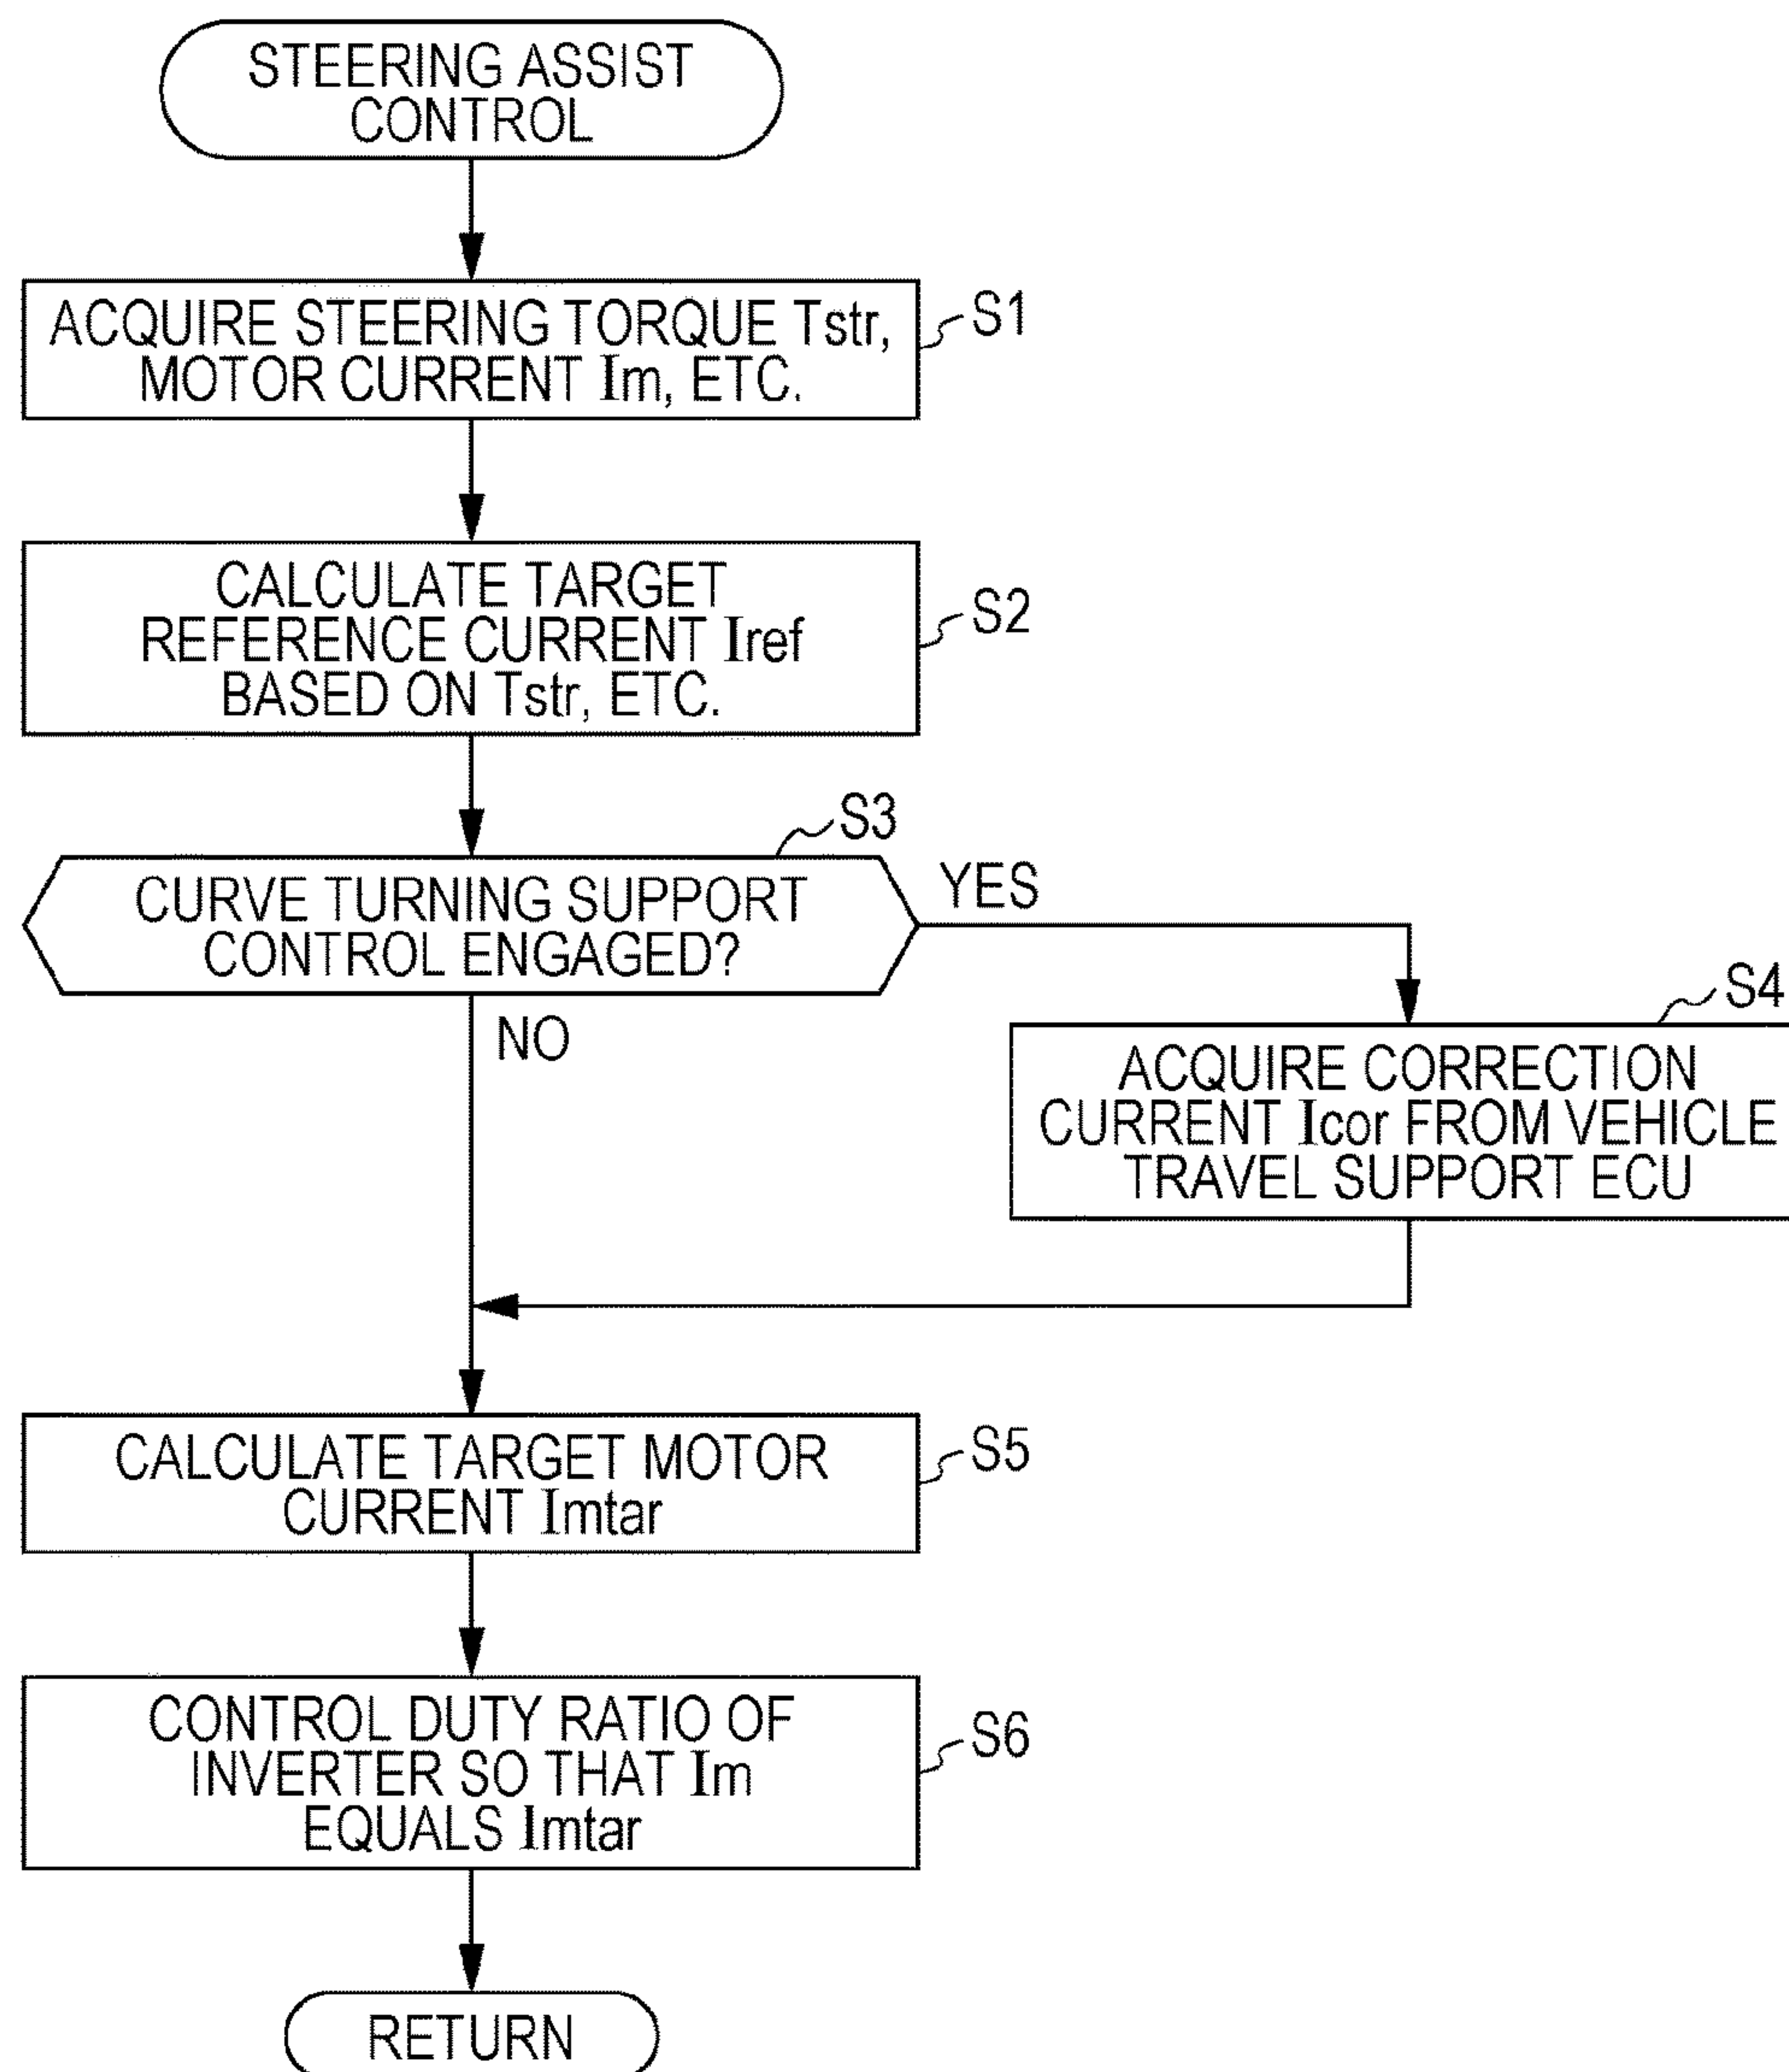 STEERING ASSIST
CONTROL
ACQUIRE STEERING TORQUE Tstr,
MOTOR CURRENT Im, ETC.
S1
CALCULATE TARGET
REFERENCE CURRENT Iref
BASED ON Tstr, ETC.
S2
S3
CURVE TURNING SUPPORT
CONTROL ENGAGED?
YES
NO
S4
ACQUIRE CORRECTION
CURRENT Icor FROM VEHICLE
TRAVEL SUPPORT ECU
CALCULATE TARGET MOTOR
CURRENT Imtar
S5
CONTROL DUTY RATIO OF
INVERTER SO THAT Im
EQUALS Imtar
S6
RETURN